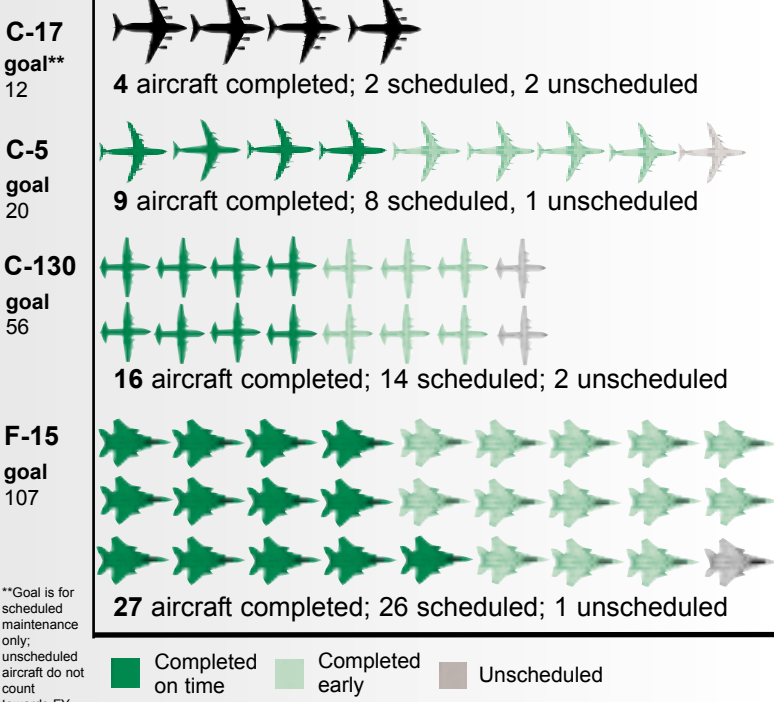 C-17
goal**
12
4 aircraft completed; 2 scheduled, 2 unscheduled
C-5
goal
20
9 aircraft completed; 8 scheduled, 1 unscheduled
C-130
goal
56
16 aircraft completed; 14 scheduled; 2 unscheduled
F-15
goal
107
27 aircraft completed; 26 scheduled; 1 unscheduled
**Goal is for
scheduled
maintenance
only;
unscheduled
aircraft do not
count
towards FY
Completed
on time
Completed
early
Unscheduled